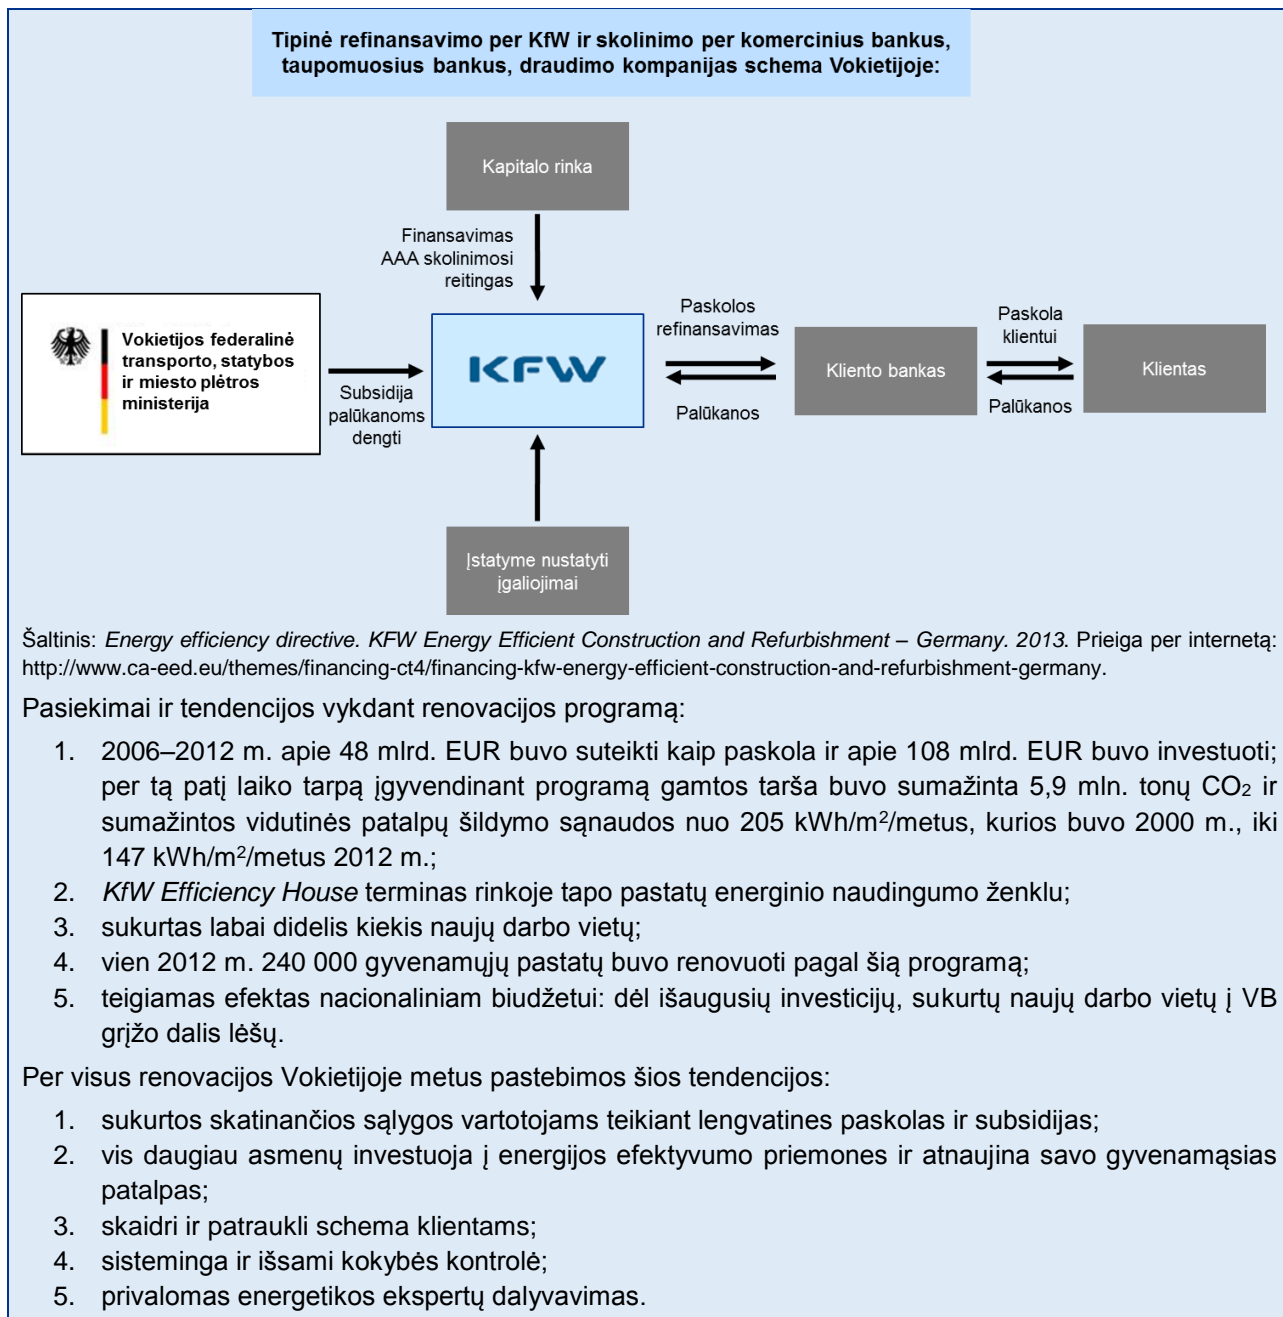 Tipinė refinansavimo per KfW ir skolinimo per komercinius bankus,
taupomuosius bankus, draudimo kompanijas schema Vokietijoje:
Kapitalo rinka
Finansavimas
AAA skolinimosi
reitingas
Vokietijos federalinė
transporto, statybos
ir miesto plėtros
ministerija
Subsidija
palūkanoms
dengti
KFW
Paskolos
refinansavimas
Palūkanos
Kliento bankas
Paskola
klientui
Palūkanos
Klientas
Įstatyme nustatyti
įgaliojimai
Šaltinis: Energy efficiency directive. KFW Energy Efficient Construction and Refurbishment – Germany. 2013. Prieiga per internetą:
http://www.ca-eed.eu/themes/financing-ct4/financing-kfw-energy-efficient-construction-and-refurbishment-germany.
Pasiekimai ir tendencijos vykdant renovacijos programą:
1. 2006–2012 m. apie 48 mlrd. EUR buvo suteikti kaip paskola ir apie 108 mlrd. EUR buvo investuoti;
per tą patį laiko tarpą įgyvendinant programą gamtos tarša buvo sumažinta 5,9 mln. tonų CO₂ ir
sumažintos vidutinės patalpų šildymo sąnaudos nuo 205 kWh/m²/metus, kurios buvo 2000 m., iki
147 kWh/m²/metus 2012 m.;
2. KfW Efficiency House terminas rinkoje tapo pastatų energinio naudingumo ženklu;
3. sukurtas labai didelis kiekis naujų darbo vietų;
4. vien 2012 m. 240 000 gyvenamųjų pastatų buvo renovuoti pagal šią programą;
5. teigiamas efektas nacionaliniam biudžetui: dėl išaugusių investicijų, sukurtų naujų darbo vietų į VB
grįžo dalis lėšų.
Per visus renovacijos Vokietijoje metus pastebimos šios tendencijos:
1. sukurtos skatinančios sąlygos vartotojams teikiant lengvatines paskolas ir subsidijas;
2. vis daugiau asmenų investuoja į energijos efektyvumo priemones ir atnaujina savo gyvenamąsias
patalpas;
3. skaidri ir patraukli schema klientams;
4. sisteminga ir išsami kokybės kontrolė;
5. privalomas energetikos ekspertų dalyvavimas.